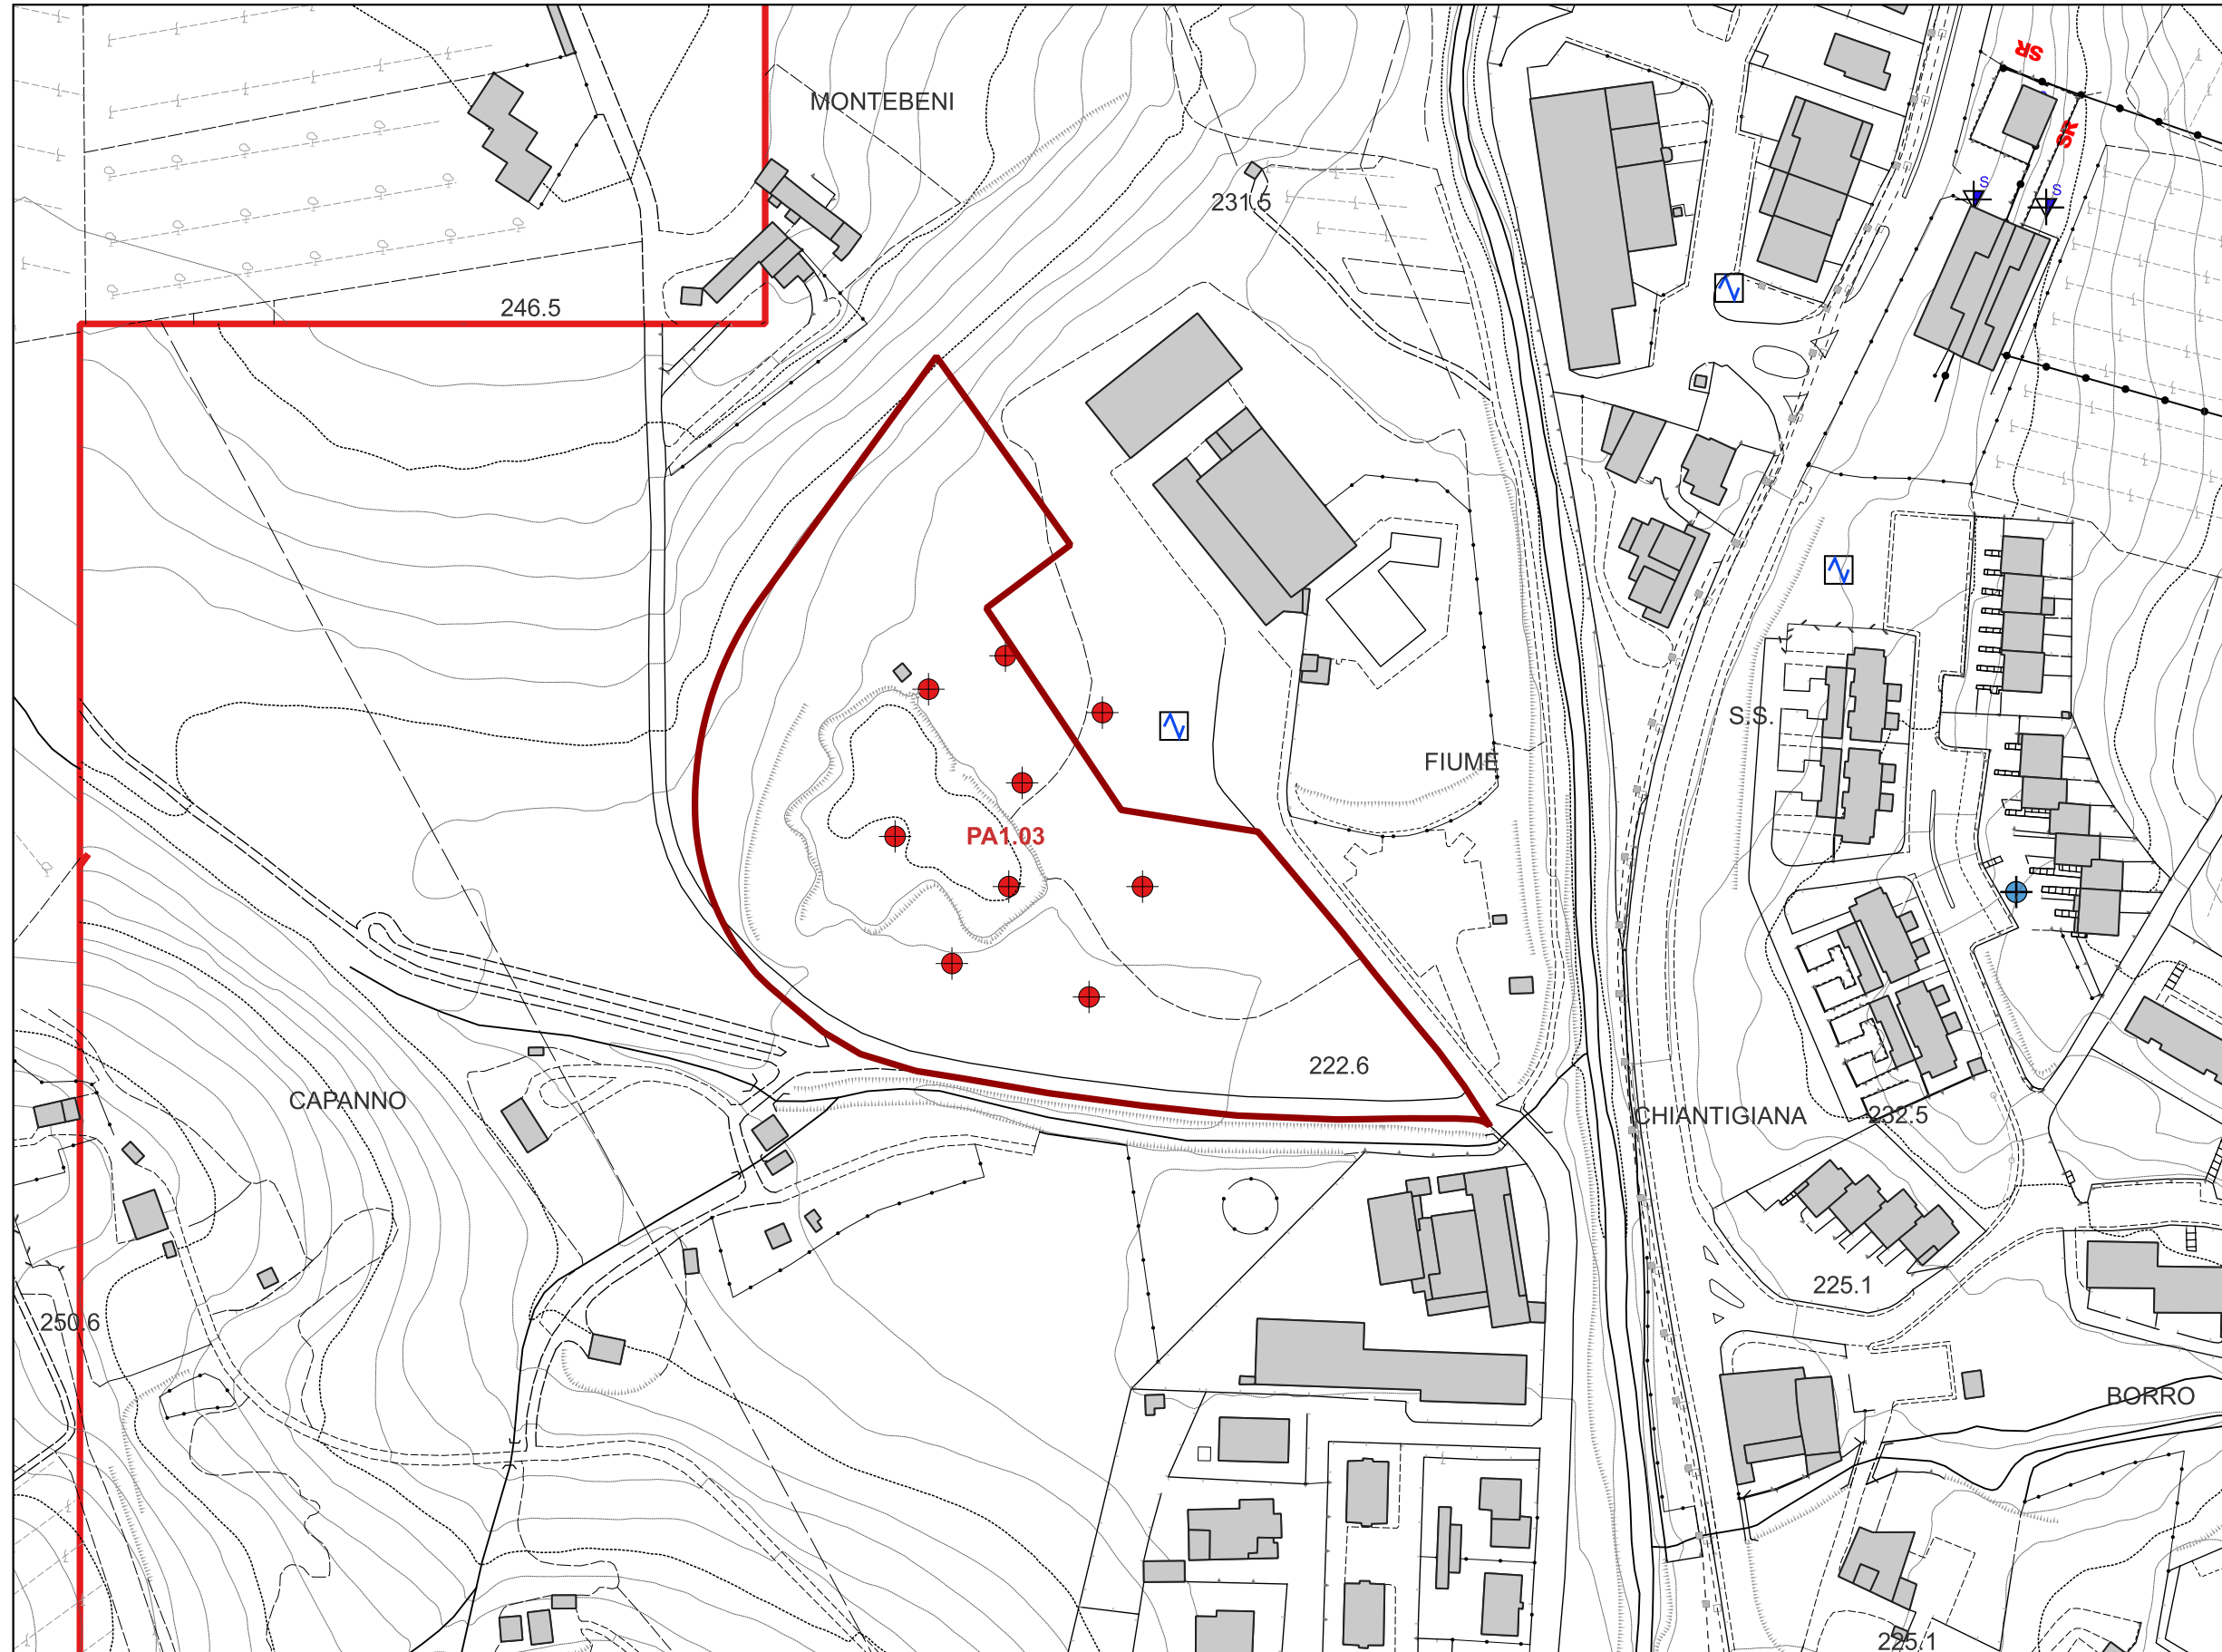 SR
MONTEBENI
SR
S
S
231.5
246.5
S.S.
FIUME
PA1.03
222.6
CAPANNO
CHIANTIGIANA
232.5
225.1
250.6
BORRO
225.1